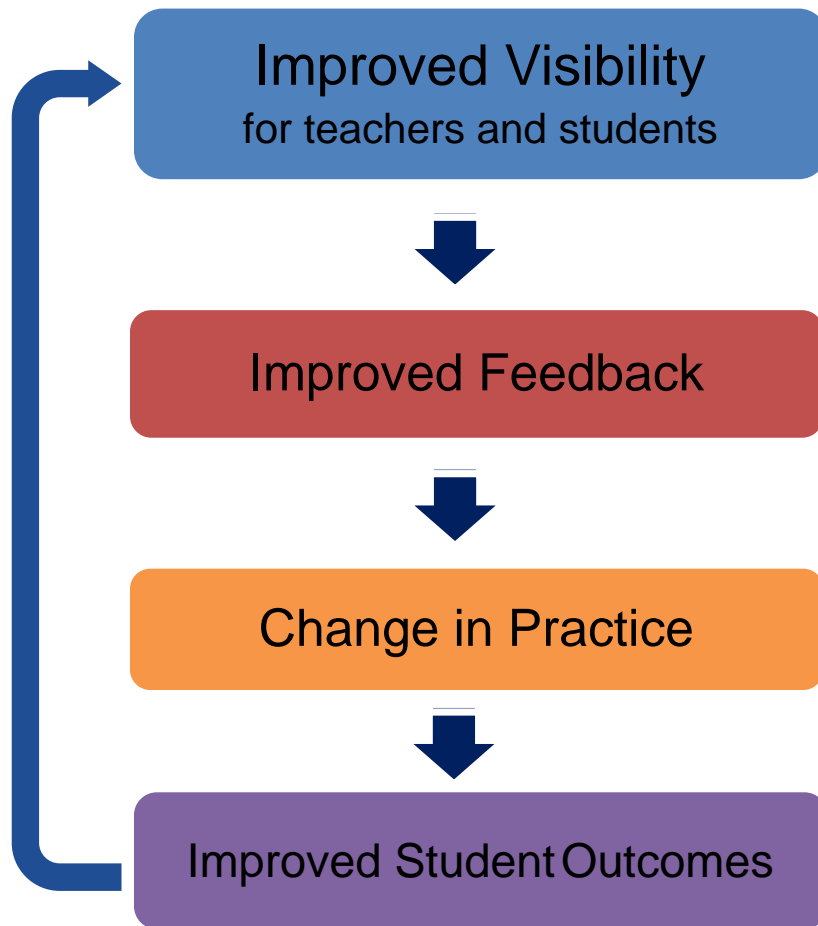 Improved Visibility
for teachers and students
Improved Feedback
Change in Practice
Improved Student Outcomes